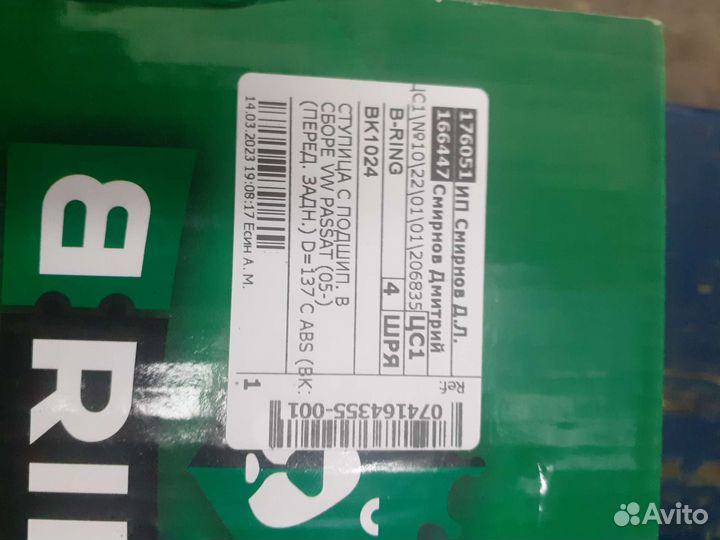 176051 ИП Смирнов Д.Л.
166447 Смирнов Дмитрий
ЦС1\№10\22\01\01\206835 ЦС1
B-RING 4 ШРЯ
BK1024
СТУПИЦА С ПОДШИП. В
СБОРЕ VW PASSAT (05-)
(ПЕРЕД. ЗАДН.) D=137 С ABS (BK:
14.03.2023 19:08:17 Есин А. М.
1
Ref:
074164355-001
B RI
Avito